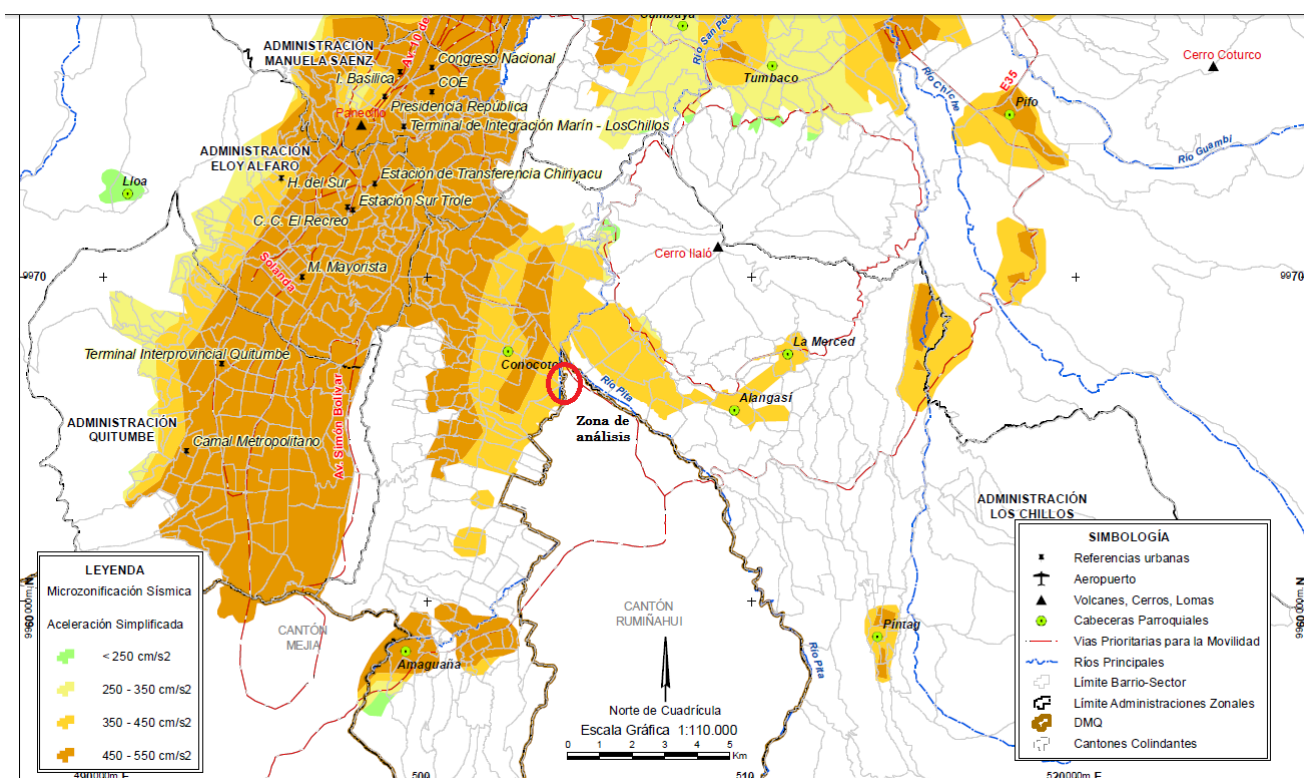 Cumbayá
Río San Ped
ADMINISTRACIÓN
MANUELA SAENZ
Av. 10 de
Congreso Nacional
I. Basilica
COE
Presidencia República
Panecillo
Terminal de Integración Marín - LosChillos
Tumbaco
Cerro Coturco
Río Chiche
E35
Pifo
Río Guambi
ADMINISTRACIÓN
ELOY ALFARO
Lloa
H. del Sur
Estación de Transferencia Chiriyacu
Estación Sur Trole
C. C. El Recreo
Cerro Ilaló
9970
Solanda
M. Mayorista
9970
Terminal Interprovincial Quitumbe
Conocoto
La Merced
Río Pita
Alangasí
Zona de
análisis
Av. Simón Bolívar
ADMINISTRACIÓN
QUITUMBE
Camal Metropolitano
ADMINISTRACIÓN
LOS CHILLOS
CANTÓN
RUMIÑAHUI
CANTÓN
MEJIA
Amaguaña
Pintag
Río Pita
9960000m. N
9960000m. N
LEYENDA
Microzonificación Sísmica
Aceleración Simplificada
< 250 cm/s2
250 - 350 cm/s2
350 - 450 cm/s2
450 - 550 cm/s2
Norte de Cuadrícula
Escala Gráfica 1:110.000
0 1 2 3 4 5
Km
SIMBOLOGÍA
Referencias urbanas
Aeropuerto
Volcanes, Cerros, Lomas
Cabeceras Parroquiales
Vias Prioritarias para la Movilidad
Ríos Principales
Límite Barrio-Sector
Límite Administraciones Zonales
DMQ
Cantones Colindantes
490000m E
500
510
520000m E